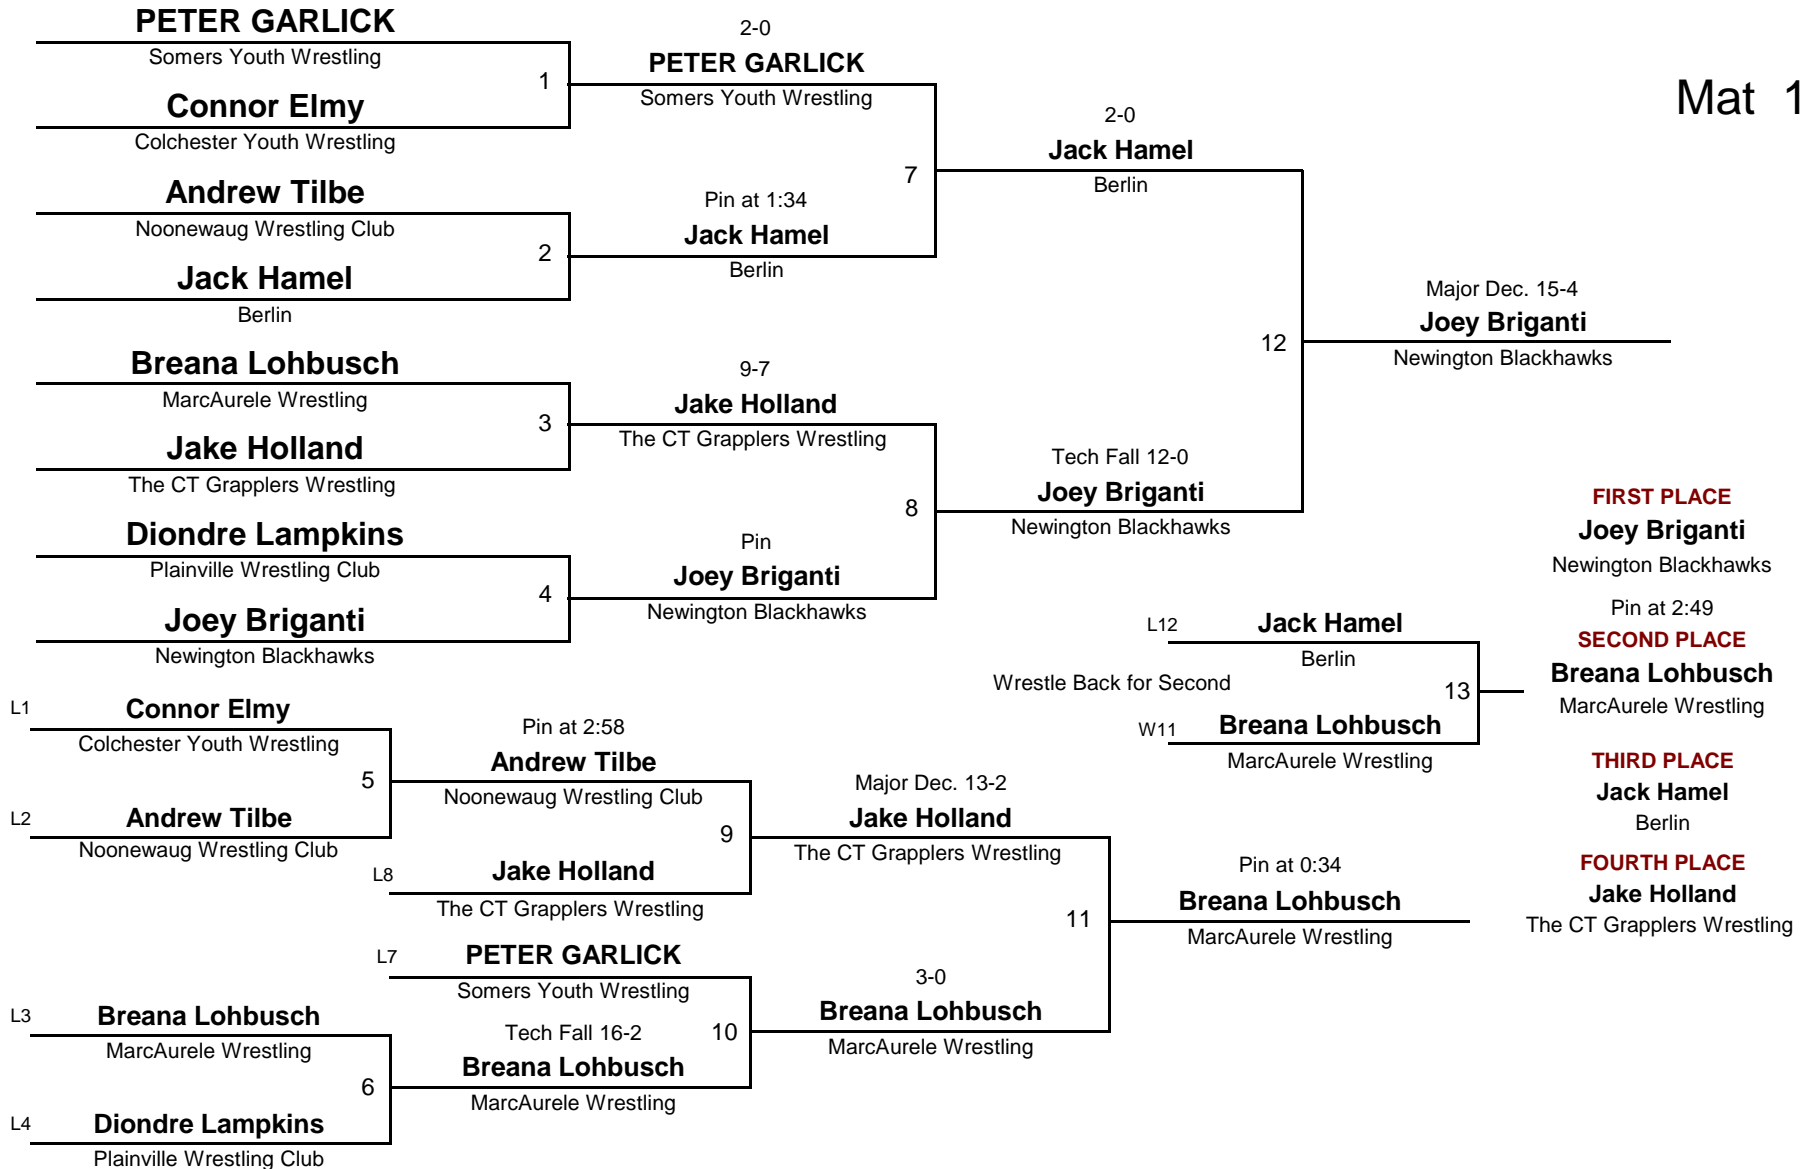 PETER GARLICK
Somers Youth Wrestling
1
Connor Elmy
Colchester Youth Wrestling
Andrew Tilbe
Noonewaug Wrestling Club
2
Jack Hamel
Berlin
Breana Lohbusch
MarcAurele Wrestling
3
Jake Holland
The CT Grapplers Wrestling
Diondre Lampkins
Plainville Wrestling Club
4
Joey Briganti
Newington Blackhawks
2-0
PETER GARLICK
Somers Youth Wrestling
7
Pin at 1:34
Jack Hamel
Berlin
9-7
Jake Holland
The CT Grapplers Wrestling
8
Pin
Joey Briganti
Newington Blackhawks
2-0
Jack Hamel
Berlin
12
Tech Fall 12-0
Joey Briganti
Newington Blackhawks
Major Dec. 15-4
Joey Briganti
Newington Blackhawks
Mat 1
L1
Connor Elmy
Colchester Youth Wrestling
5
L2
Andrew Tilbe
Noonewaug Wrestling Club
L3
Breana Lohbusch
MarcAurele Wrestling
6
L4
Diondre Lampkins
Plainville Wrestling Club
Pin at 2:58
Andrew Tilbe
Noonewaug Wrestling Club
9
L8
Jake Holland
The CT Grapplers Wrestling
L7
PETER GARLICK
Somers Youth Wrestling
10
Tech Fall 16-2
Breana Lohbusch
MarcAurele Wrestling
Major Dec. 13-2
Jake Holland
The CT Grapplers Wrestling
11
3-0
Breana Lohbusch
MarcAurele Wrestling
Pin at 0:34
Breana Lohbusch
MarcAurele Wrestling
L12
Jack Hamel
Berlin
Wrestle Back for Second
13
W11
Breana Lohbusch
MarcAurele Wrestling
FIRST PLACE
Joey Briganti
Newington Blackhawks
Pin at 2:49
SECOND PLACE
Breana Lohbusch
MarcAurele Wrestling
THIRD PLACE
Jack Hamel
Berlin
FOURTH PLACE
Jake Holland
The CT Grapplers Wrestling